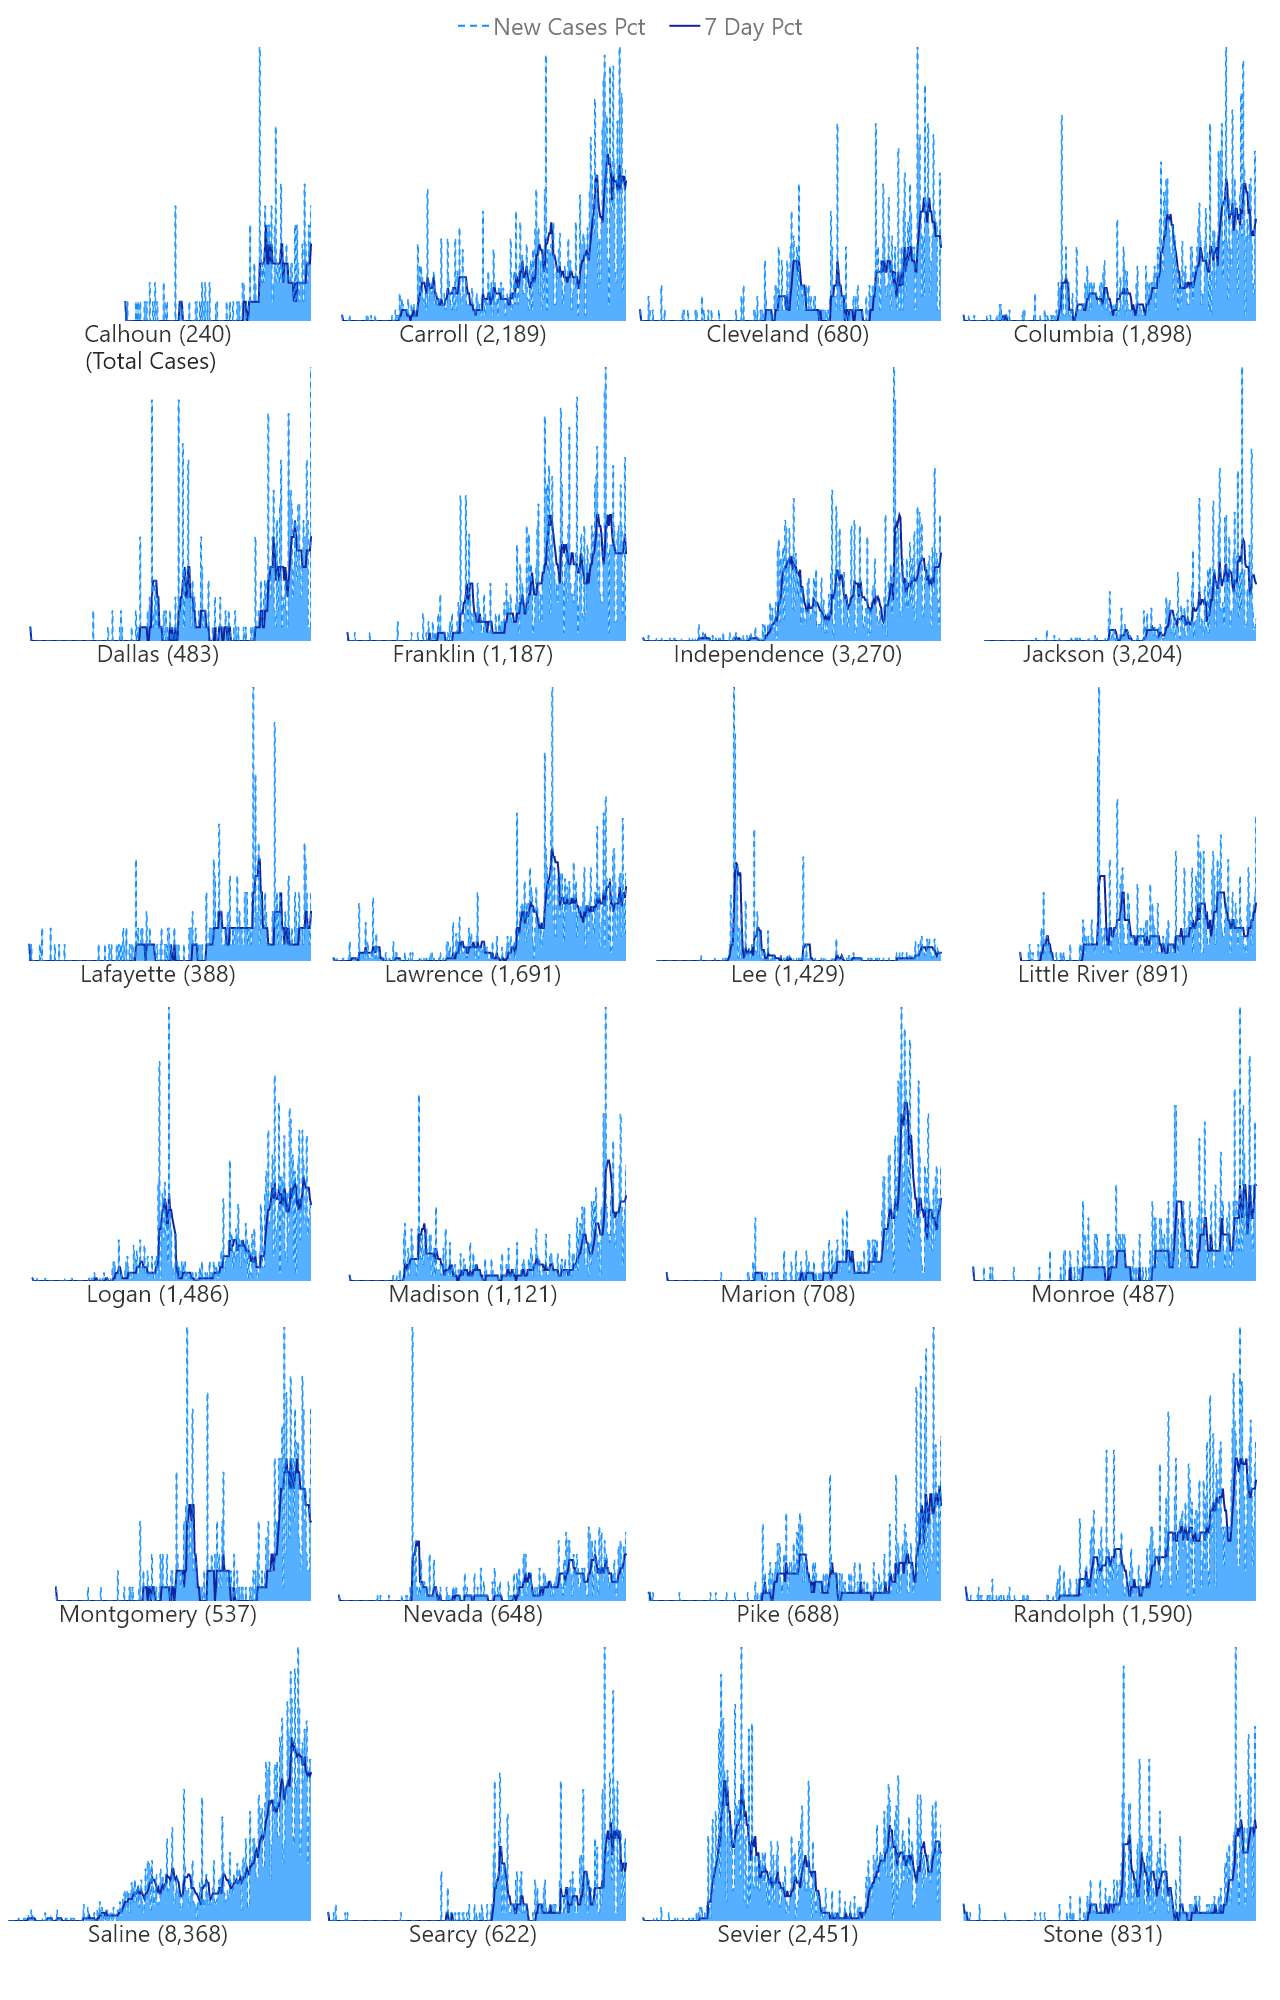 New Cases Pct 7 Day Pct
Calhoun (240) Carroll (2,189) Cleveland (680) Columbia (1,898)
(Total Cases)
Dallas (483) Franklin (1,187) Independence (3,270) Jackson (3,204)
Lafayette (388) Lawrence (1,691) Lee (1,429) Little River (891)
Logan (1,486) Madison (1,121) Marion (708) Monroe (487)
Montgomery (537) Nevada (648) Pike (688) Randolph (1,590)
Saline (8,368) Searcy (622) Sevier (2,451) Stone (831)